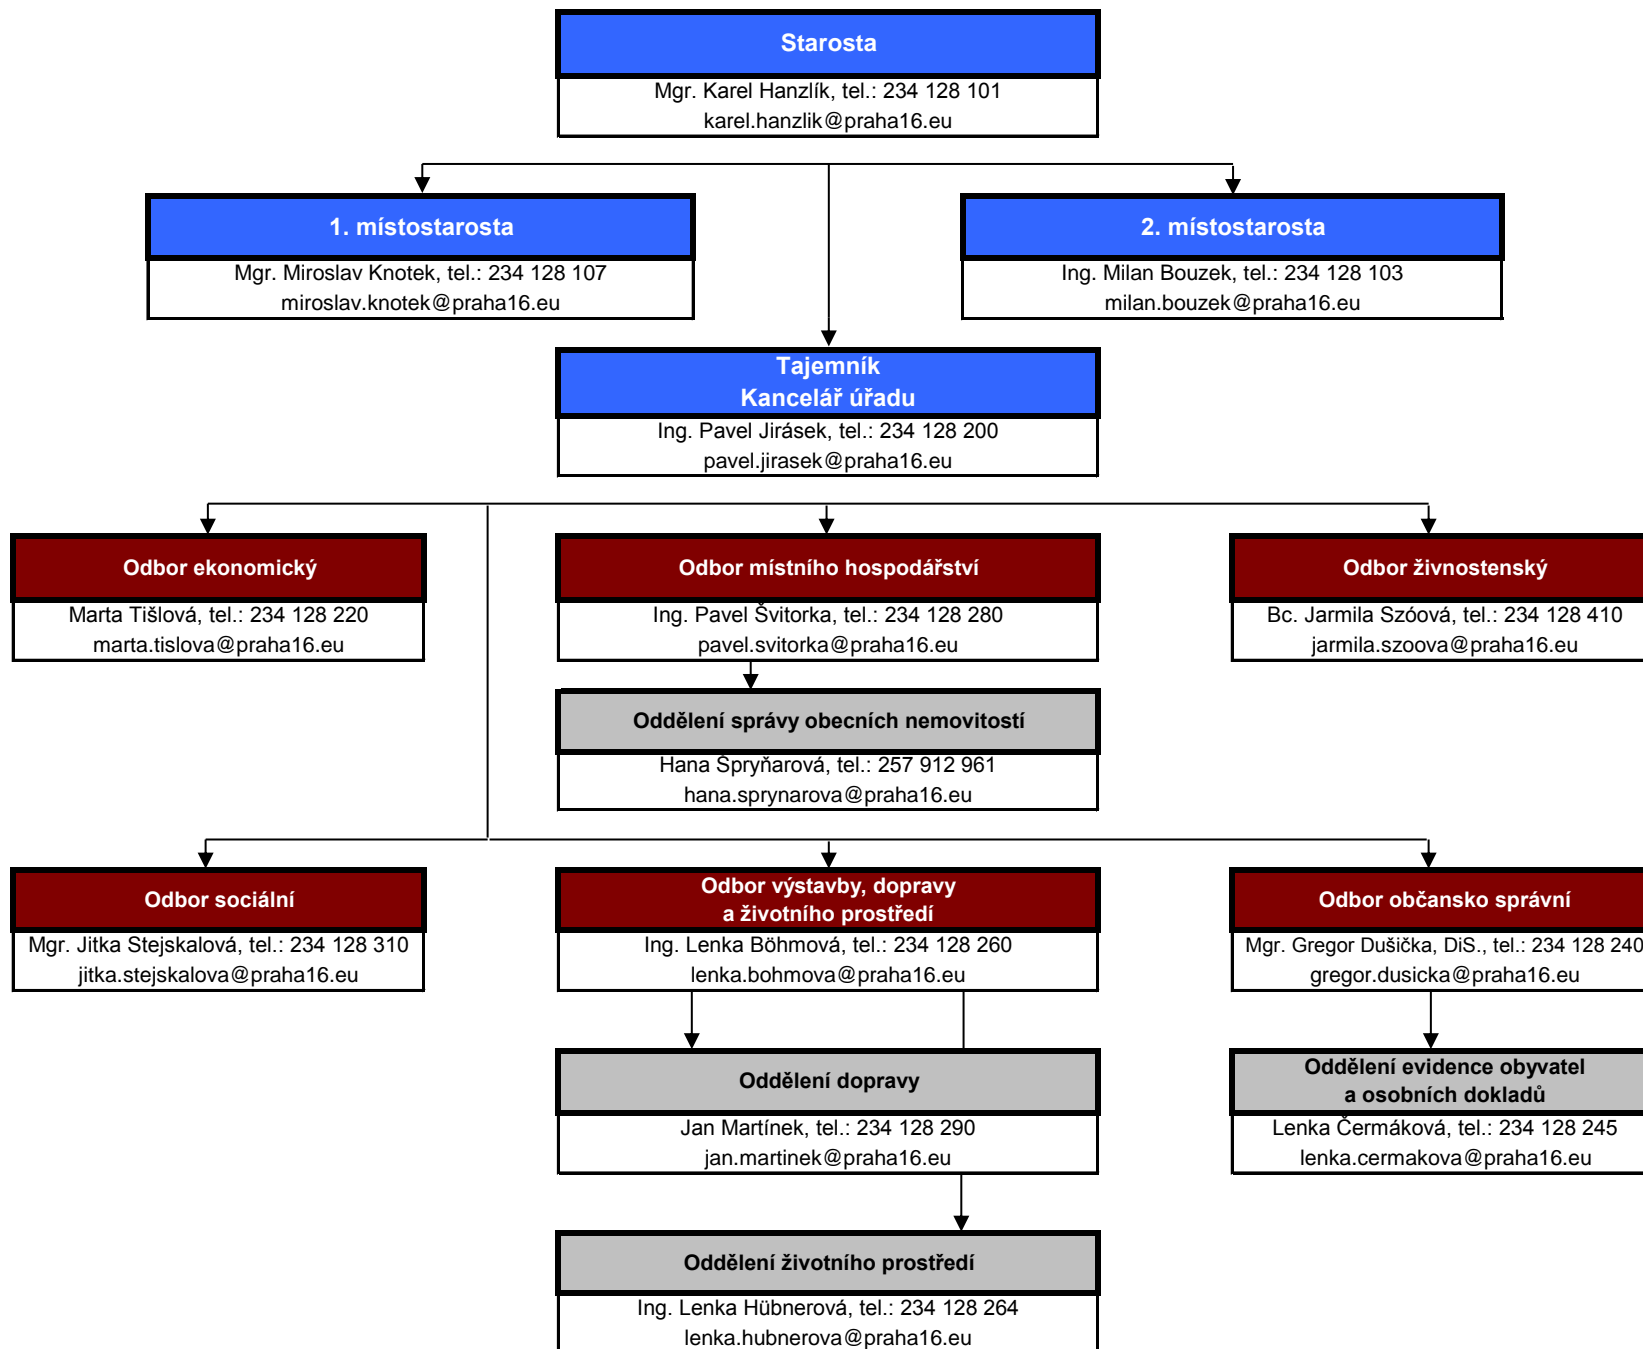 Starosta
Mgr. Karel Hanzlík, tel.: 234 128 101
karel.hanzlik@praha16.eu
1. místostarosta
Mgr. Miroslav Knotek, tel.: 234 128 107
miroslav.knotek@praha16.eu
2. místostarosta
Ing. Milan Bouzek, tel.: 234 128 103
milan.bouzek@praha16.eu
Tajemník
Kancelář úřadu
Ing. Pavel Jirásek, tel.: 234 128 200
pavel.jirasek@praha16.eu
Odbor ekonomický
Marta Tišlová, tel.: 234 128 220
marta.tislova@praha16.eu
Odbor místního hospodářství
Ing. Pavel Švitorka, tel.: 234 128 280
pavel.svitorka@praha16.eu
Odbor živnostenský
Bc. Jarmila Szóová, tel.: 234 128 410
jarmila.szoova@praha16.eu
Oddělení správy obecních nemovitostí
Hana Špryňarová, tel.: 257 912 961
hana.sprynarova@praha16.eu
Odbor sociální
Mgr. Jitka Stejskalová, tel.: 234 128 310
jitka.stejskalova@praha16.eu
Odbor výstavby, dopravy
a životního prostředí
Ing. Lenka Böhmová, tel.: 234 128 260
lenka.bohmova@praha16.eu
Odbor občansko správní
Mgr. Gregor Dušička, DiS., tel.: 234 128 240
gregor.dusicka@praha16.eu
Oddělení dopravy
Jan Martínek, tel.: 234 128 290
jan.martinek@praha16.eu
Oddělení evidence obyvatel
a osobních dokladů
Lenka Čermáková, tel.: 234 128 245
lenka.cermakova@praha16.eu
Oddělení životního prostředí
Ing. Lenka Hübnerová, tel.: 234 128 264
lenka.hubnerova@praha16.eu